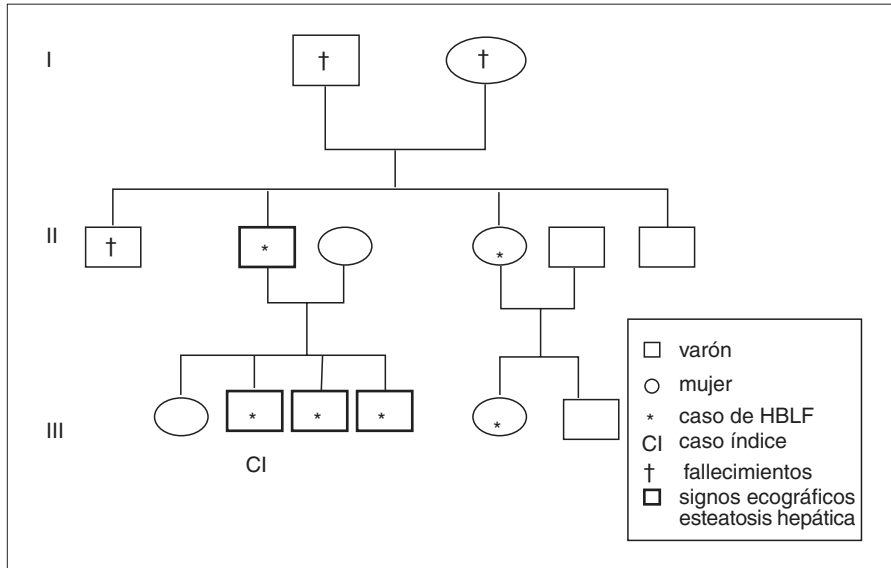 I
† †
II
† * *
III
* * * *
CI
varón
mujer
* caso de HBLF
CI caso índice
† fallecimientos
signos ecográficos
esteatosis hepática